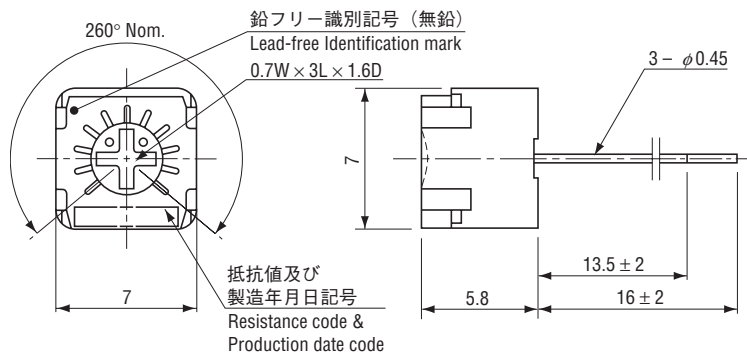 鉛フリー識別記号（無鉛）
260° Nom.
Lead-free Identification mark
0.7W×3L×1.6D
3－φ0.45
7
13.5±2
抵抗値及び
製造年月日記号
7
5.8
16±2
Resistance code &
Production date code